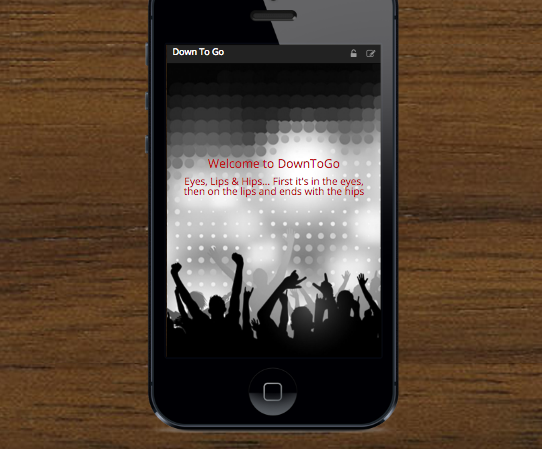 Down To Go
Welcome to DownToGo
Eyes, Lips & Hips... First it's in the eyes,
then on the lips and ends with the hips